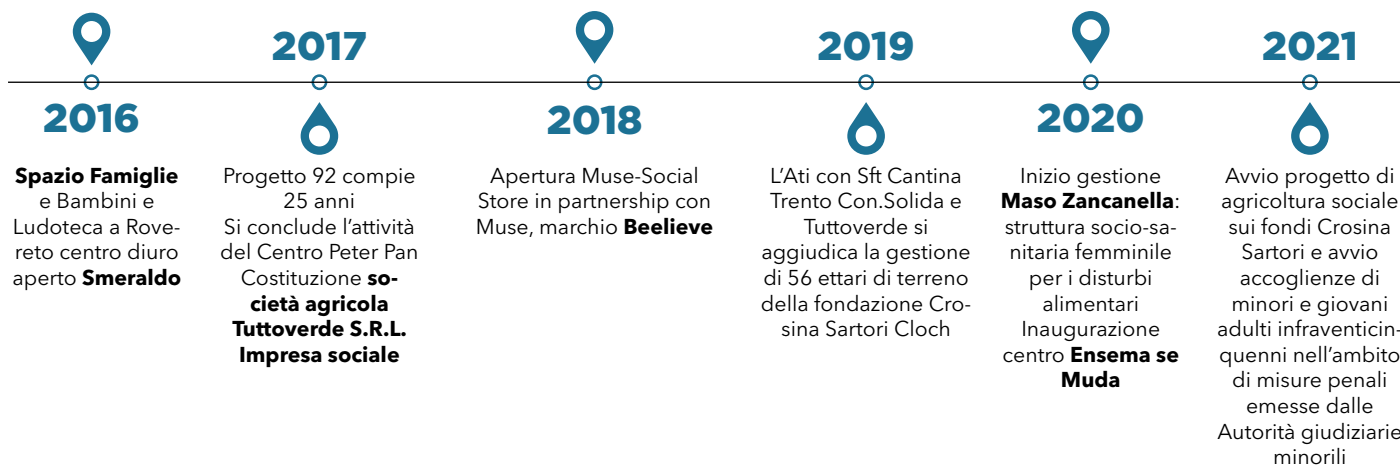 2016
Spazio Famiglie
e Bambini e
Ludoteca a Rove-
reto centro diuro
aperto Smeraldo
2017
Progetto 92 compie
25 anni
Si conclude l'attività
del Centro Peter Pan
Costituzione so-
cietà agricola
Tuttoverde S.R.L.
Impresa sociale
2018
Apertura Muse-Social
Store in partnership con
Muse, marchio Beelieve
2019
L'Ati con Sft Cantina
Trento Con.Solida e
Tuttoverde si
aggiudica la gestione
di 56 ettari di terreno
della fondazione Cro-
sina Sartori Cloch
2020
Inizio gestione
Maso Zancanella:
struttura socio-sa-
nitaria femminile
per i disturbi
alimentari
Inaugurazione
centro Ensema se
Muda
2021
Avvio progetto di
agricoltura sociale
sui fondi Crosina
Sartori e avvio
accoglienze di
minori e giovani
adulti infraventicin-
quenni nell'ambito
di misure penali
emesse dalle
Autorità giudiziarie
minorili